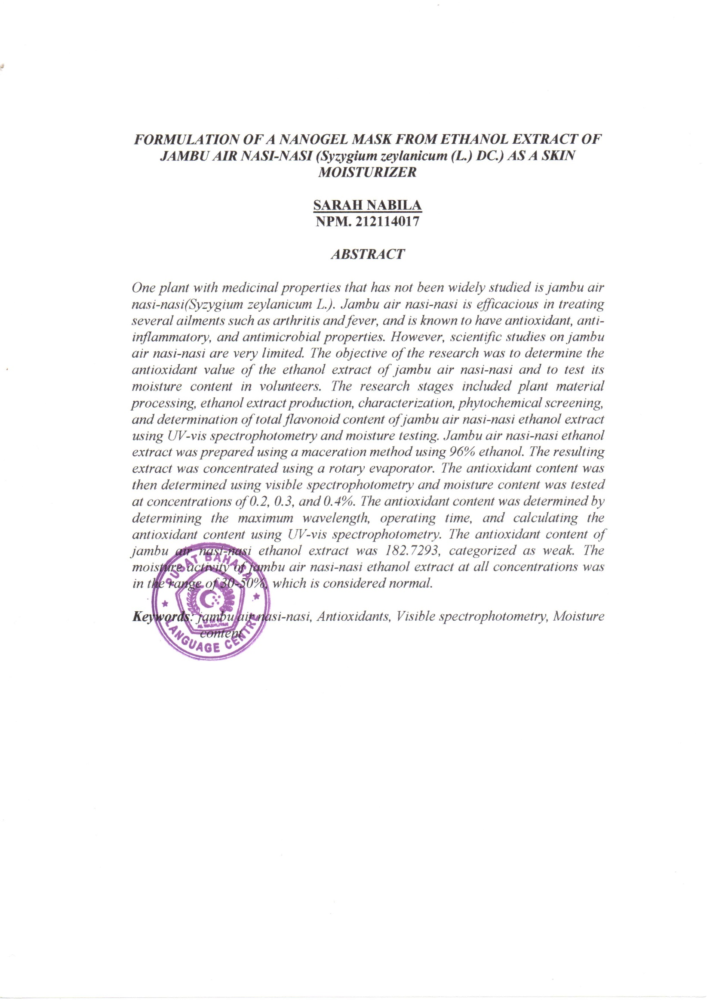 FORMULATION OF A NANOGEL MASK FROM ETHANOL EXTRACT OF
JAMBU AIR NASI-NASI (Syzygium zeylanicum (L.) DC.) AS A SKIN
MOISTURIZER
SARAH NABILA
NPM. 212114017
ABSTRACT
One plant with medicinal properties that has not been widely studied is jambu air
nasi-nasi(Syzygium zeylanicum L.). Jambu air nasi-nasi is efficacious in treating
several ailments such as arthritis and fever, and is known to have antioxidant, anti-
inflammatory, and antimicrobial properties. However, scientific studies on jambu
air nasi-nasi are very limited. The objective of the research was to determine the
antioxidant value of the ethanol extract of jambu air nasi-nasi and to test its
moisture content in volunteers. The research stages included plant material
processing, ethanol extract production, characterization, phytochemical screening,
and determination of total flavonoid content of jambu air nasi-nasi ethanol extract
using UV-vis spectrophotometry and moisture testing. Jambu air nasi-nasi ethanol
extract was prepared using a maceration method using 96% ethanol. The resulting
extract was concentrated using a rotary evaporator. The antioxidant content was
then determined using visible spectrophotometry and moisture content was tested
at concentrations of 0.2, 0.3, and 0.4%. The antioxidant content was determined by
determining the maximum wavelength, operating time, and calculating the
antioxidant content using UV-vis spectrophotometry. The antioxidant content of
jambu air nasi-nasi ethanol extract was 182.7293, categorized as weak. The
moisture activity of jambu air nasi-nasi ethanol extract at all concentrations was
in the range of 30-50%, which is considered normal.
Keywords: jambu air nasi-nasi, Antioxidants, Visible spectrophotometry, Moisture
content
PUSAT BAHASA
UMN
AL WASHLIYAH
LANGUAGE CENTRE